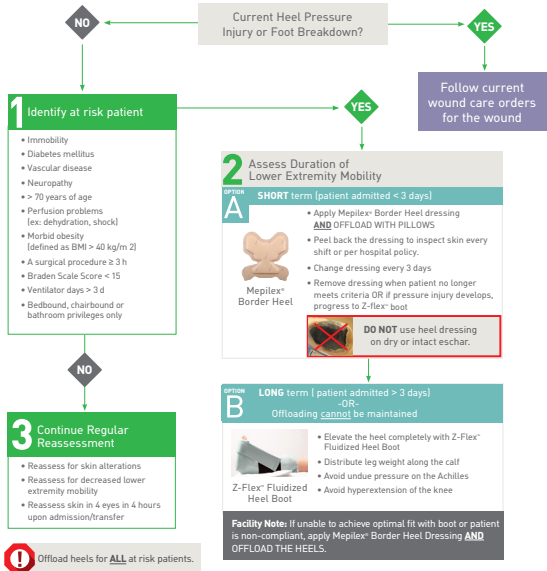 Current Heel Pressure
Injury or Foot Breakdown?
NO
YES
Follow current
wound care orders
for the wound
1 Identify at risk patient
• Immobility
• Diabetes mellitus
• Vascular disease
• Neuropathy
• > 70 years of age
• Perfusion problems
(ex: dehydration, shock)
• Morbid obesity
(defined as BMI > 40 kg/m 2)
• A surgical procedure ≥ 3 h
• Braden Scale Score < 15
• Ventilator days > 3 d
• Bedbound, chairbound or
bathroom privileges only
YES
NO
2 Assess Duration of
Lower Extremity Mobility
OPTION
A
SHORT term (patient admitted < 3 days)
• Apply Mepilex® Border Heel dressing
AND OFFLOAD WITH PILLOWS
• Peel back the dressing to inspect skin every
shift or per hospital policy.
• Change dressing every 3 days
• Remove dressing when patient no longer
meets criteria OR if pressure injury develops,
progress to Z-flex™ boot
Mepilex®
Border Heel
DO NOT use heel dressing
on dry or intact eschar.
OPTION
B
LONG term ( patient admitted > 3 days)
-OR-
Offloading cannot be maintained
• Elevate the heel completely with Z-Flex™
Fluidized Heel Boot
• Distribute leg weight along the calf
• Avoid undue pressure on the Achilles
• Avoid hyperextension of the knee
Z-Flex™ Fluidized
Heel Boot
Facility Note: If unable to achieve optimal fit with boot or patient
is non-compliant, apply Mepilex® Border Heel Dressing AND
OFFLOAD THE HEELS.
3 Continue Regular
Reassessment
• Reassess for skin alterations
• Reassess for decreased lower
extremity mobility
• Reassess skin in 4 eyes in 4 hours
upon admission/transfer
! Offload heels for ALL at risk patients.